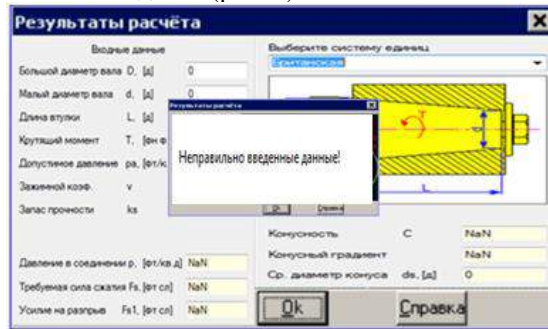 Результаты расчёта
Входные данные
Большой диаметр вала D, [д] 0
Малый диаметр вала d, [д] 0
Длина втулки L, [д]
Крутящий момент T, [фн ф
Допустимое давление pa, [фт/к
Зажимной коэф. v
Запас прочности ks
Давление в соединении p, [фт/кв.д] NaN
Требуемая сила сжатия Fs, [фт сл] NaN
Усилие на разрыв Fs1, [фт сл] NaN
Выберите систему единиц
Британская
T
d
L
Результаты расчёта
Неправильно введенные данные!
Ok Справка
Конусность C NaN
Конусный градиент NaN
Ср. диаметр конуса ds, [д] 0
Ok Справка